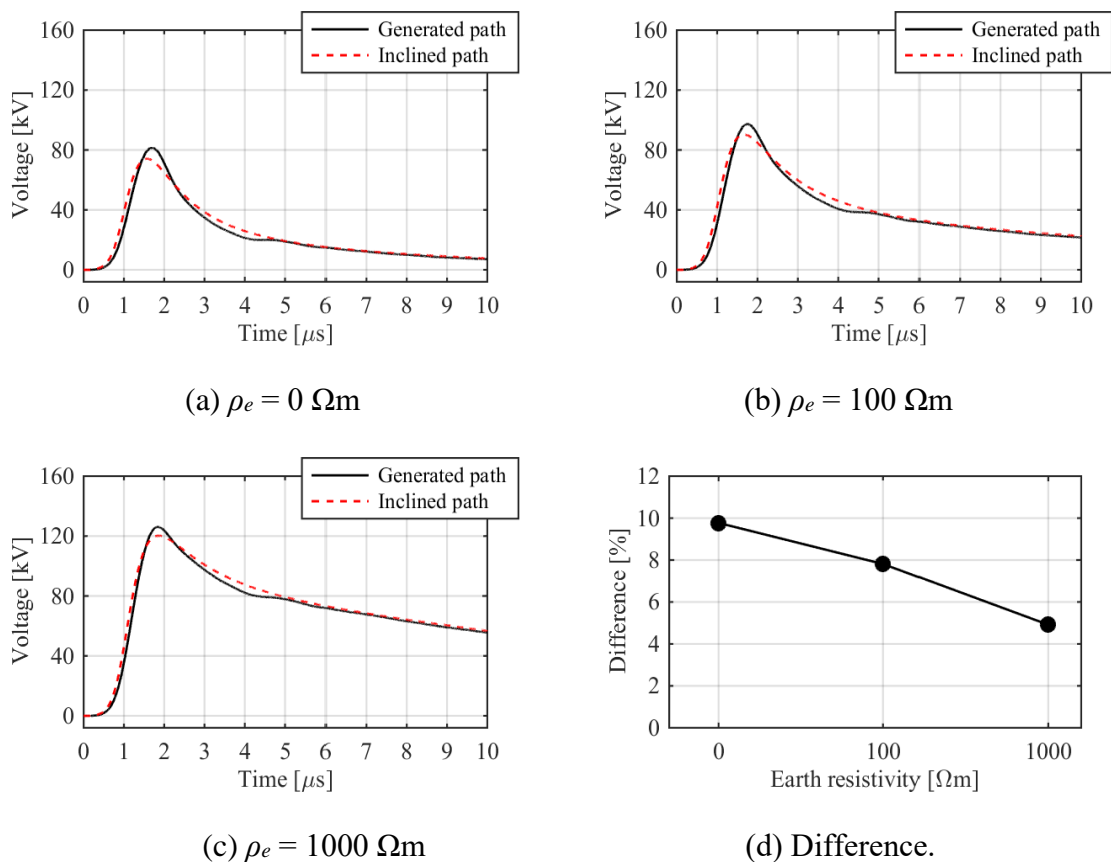 Generated path
Inclined path
160
120
80
40
0
Voltage [kV]
0 1 2 3 4 5 6 7 8 9 10
Time [μs]
(a) ρe = 0 Ωm
Generated path
Inclined path
160
120
80
40
0
Voltage [kV]
0 1 2 3 4 5 6 7 8 9 10
Time [μs]
(b) ρe = 100 Ωm
Generated path
Inclined path
160
120
80
40
0
Voltage [kV]
0 1 2 3 4 5 6 7 8 9 10
Time [μs]
(c) ρe = 1000 Ωm
12
10
8
6
4
2
0
Difference [%]
0 100 1000
Earth resistivity [Ωm]
(d) Difference.